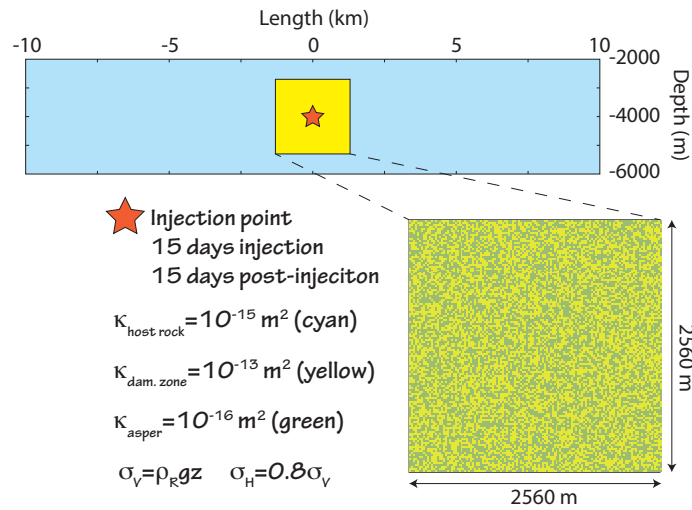 Length (km)
-10 -5 0 5 10
-2000
-4000
-6000
Depth (m)
Injection point
15 days injection
15 days post-injeciton
κhost rock=10⁻¹⁵ m² (cyan)
κdam. zone=10⁻¹³ m² (yellow)
κasper=10⁻¹⁶ m² (green)
σV=ρRgz σH=0.8σV
2560 m
2560 m